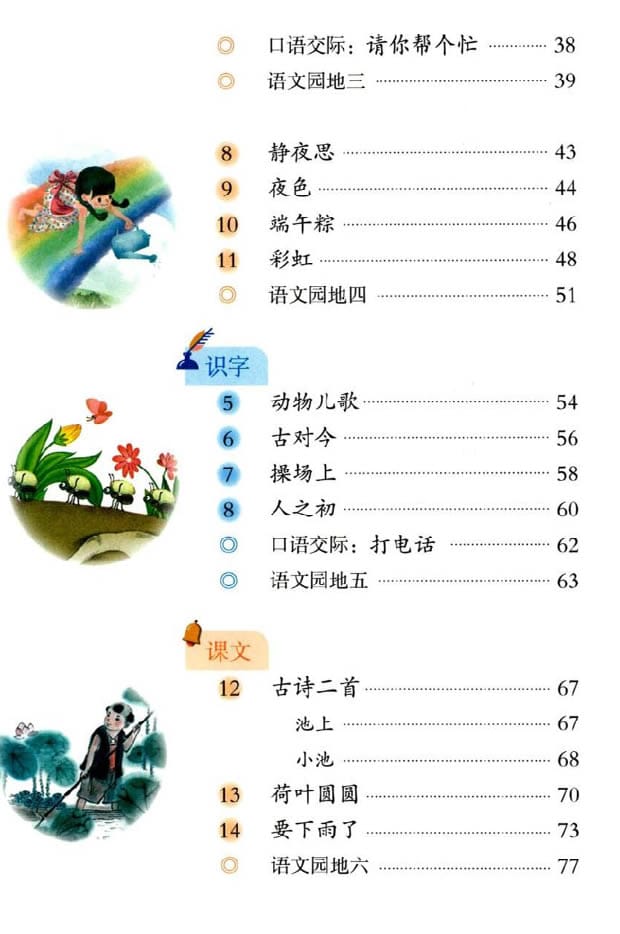 ◎ 口语交际：请你帮个忙 ………… 38
◎ 语文园地三 ………… 39
8 静夜思 ………… 43
9 夜色 ………… 44
10 端午粽 ………… 46
11 彩虹 ………… 48
◎ 语文园地四 ………… 51
识字
5 动物儿歌 ………… 54
6 古对今 ………… 56
7 操场上 ………… 58
8 人之初 ………… 60
◎ 口语交际：打电话 ………… 62
◎ 语文园地五 ………… 63
课文
12 古诗二首 ………… 67
池上 ………… 67
小池 ………… 68
13 荷叶圆圆 ………… 70
14 要下雨了 ………… 73
◎ 语文园地六 ………… 77